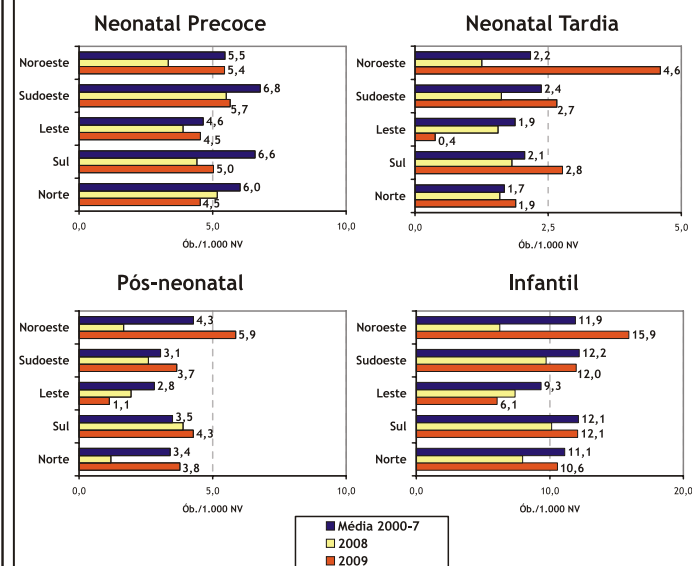 Neonatal Precoce
Noroeste
5,5
5,4
Sudoeste
6,8
5,7
Leste
4,6
4,5
Sul
6,6
5,0
Norte
6,0
4,5
0,0
5,0
10,0
Ób./1.000 NV
Neonatal Tardia
Noroeste
2,2
4,6
Sudoeste
2,4
2,7
Leste
1,9
0,4
Sul
2,1
2,8
Norte
1,7
1,9
0,0
2,5
5,0
Ób./1.000 NV
Pós-neonatal
Noroeste
4,3
5,9
Sudoeste
3,1
3,7
Leste
2,8
1,1
Sul
3,5
4,3
Norte
3,4
3,8
0,0
5,0
10,0
Ób./1.000 NV
Infantil
Noroeste
11,9
15,9
Sudoeste
12,2
12,0
Leste
9,3
6,1
Sul
12,1
12,1
Norte
11,1
10,6
0,0
10,0
20,0
Ób./1.000 NV
Média 2000-7
2008
2009